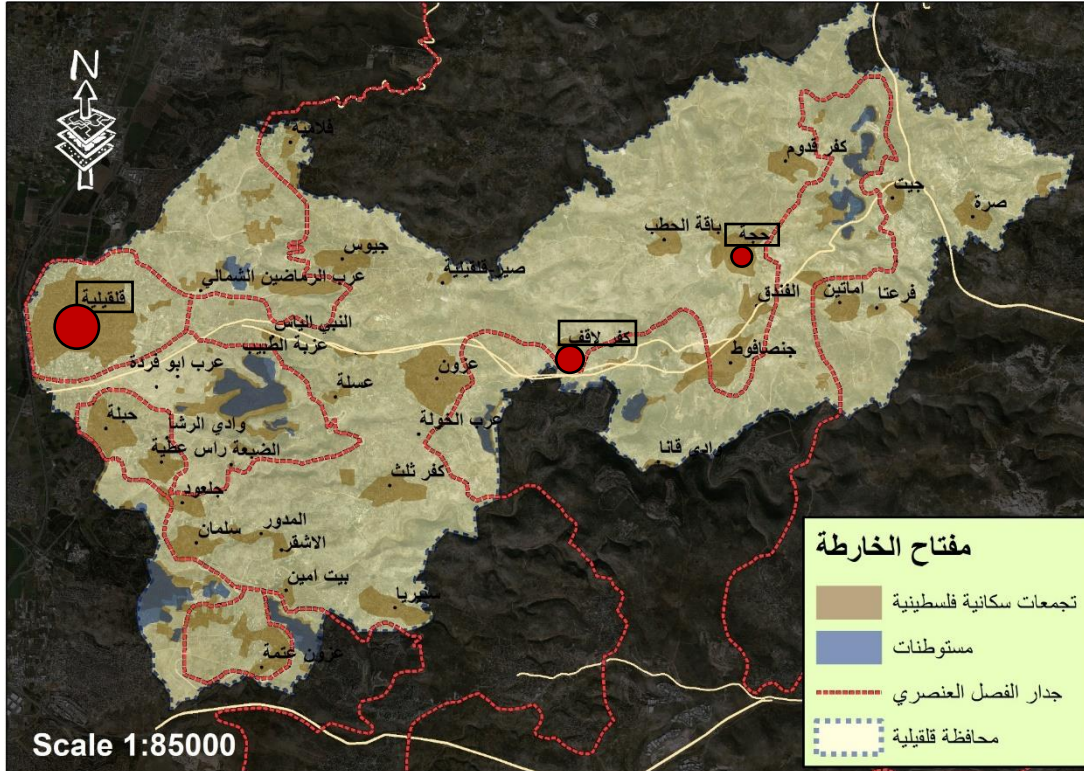 N
فلامية
كفر قدوم
جيت
صرة
باقة الحطب
حجة
جيوس
صير-قلقيلية
عرب الرماضين الشمالي
قلقيلية
الفندق
اماتين
فرعتا
النبي الياس
عزبة الطبيب
كفر لاقف
جنصافوط
عرب ابو فردة
عسلة
عزون
حبلة
وادي الرشا
عرب الخولة
راس عطية
الضبعة
وادي قانا
كفر ثلث
جلعود
المدور
سلمان
الاشقر
بيت امين
سنيريا
عزون عتمة
مفتاح الخارطة
تجمعات سكانية فلسطينية
مستوطنات
جدار الفصل العنصري
محافظة قلقيلية
Scale 1:85000